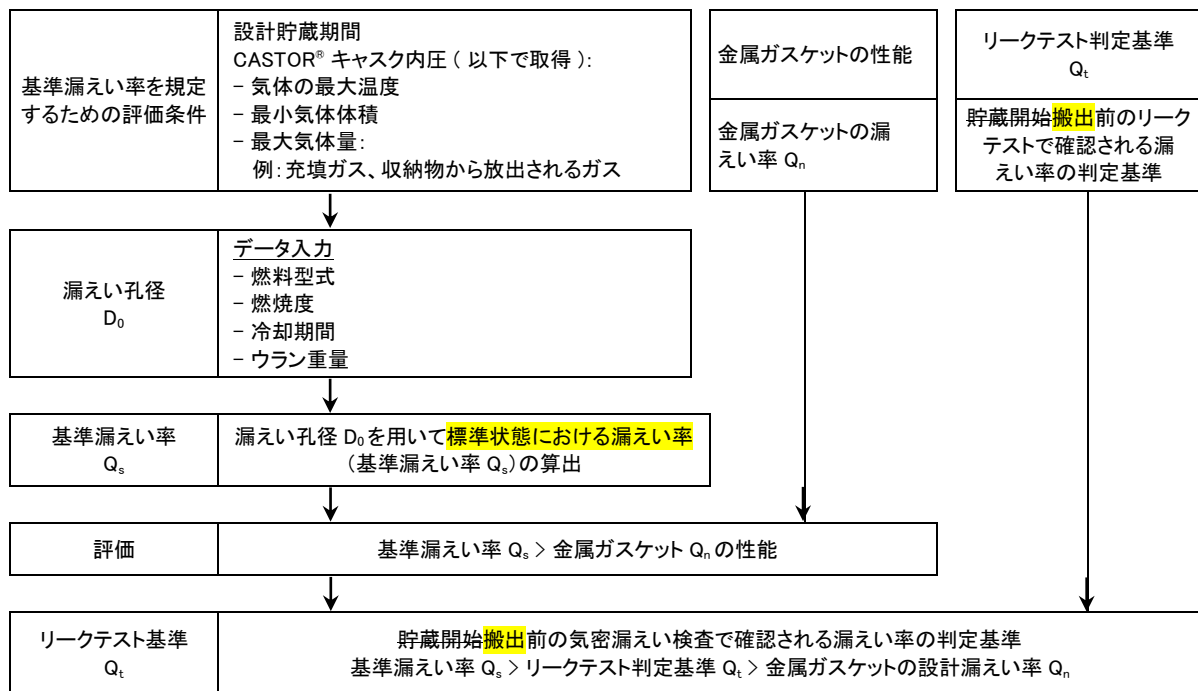 基準漏えい率を規定
するための評価条件
設計貯蔵期間
CASTOR® キャスク内圧 ( 以下で取得 ):
- 気体の最大温度
- 最小気体体積
- 最大気体量:
例: 充填ガス、収納物から放出されるガス
金属ガスケットの性能
金属ガスケットの漏
えい率 Qn
リークテスト判定基準
Qt
貯蔵開始搬出前のリーク
テストで確認される漏
えい率の判定基準
漏えい孔径
D0
データ入力
- 燃料型式
- 燃焼度
- 冷却期間
- ウラン重量
基準漏えい率
Qs
漏えい孔径 D0を用いて標準状態における漏えい率
(基準漏えい率 Qs)の算出
評価
基準漏えい率 Qs > 金属ガスケット Qn の性能
リークテスト基準
Qt
貯蔵開始搬出前の気密漏えい検査で確認される漏えい率の判定基準
基準漏えい率 Qs > リークテスト判定基準 Qt > 金属ガスケットの設計漏えい率 Qn